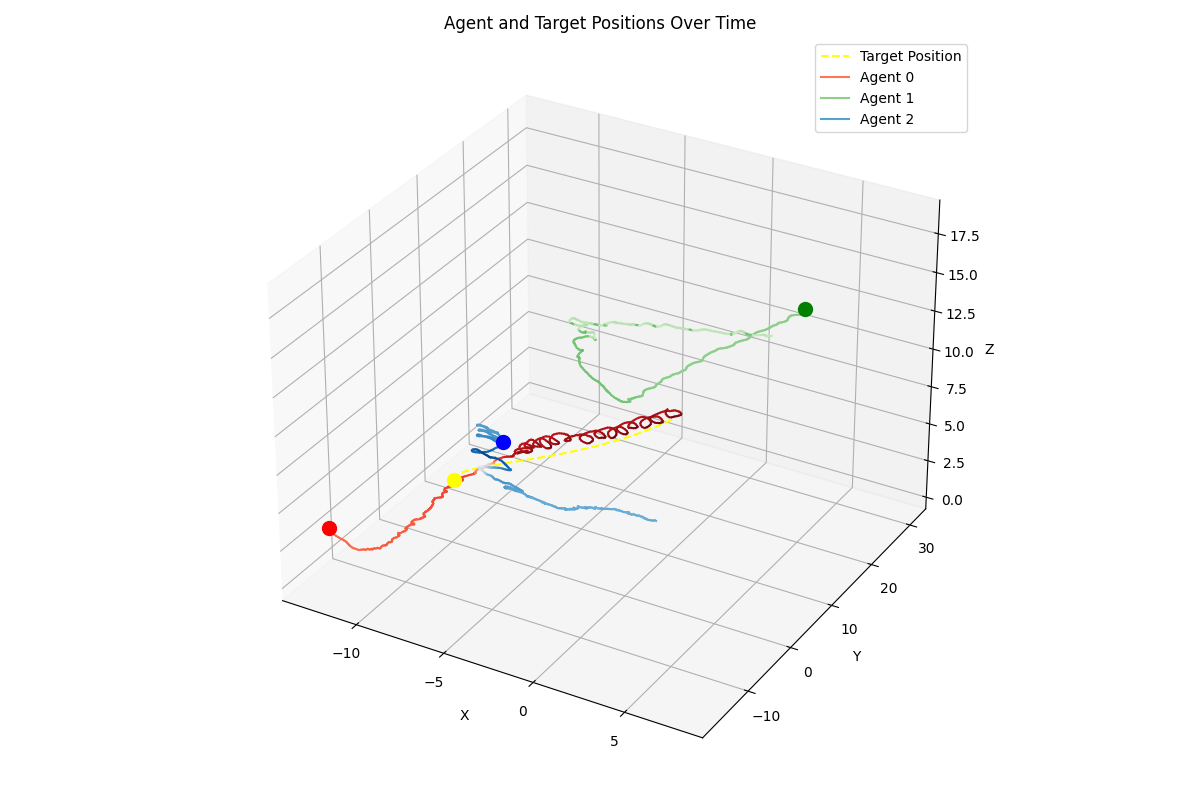 Agent and Target Positions Over Time
Target Position
Agent 0
Agent 1
Agent 2
17.5
15.0
12.5
10.0
7.5
5.0
2.5
0.0
Z
30
20
10
0
−10
Y
−10
−5
0
5
X